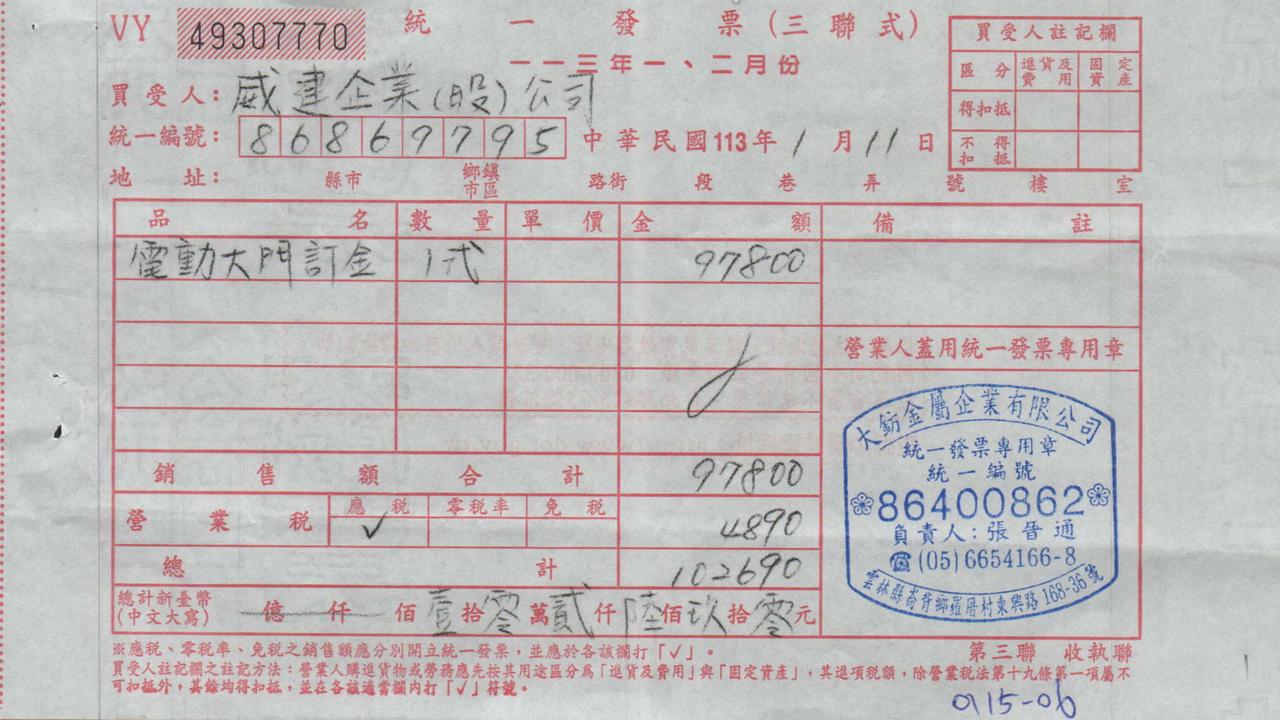 VY 49307770 統一發票(三聯式)
一一三年一、二月份
買受人註記欄
區分 進貨及費用 固定資產
得扣抵
不得扣抵
買受人: 威建企業(股)公司
統一編號: 86869795 中華民國113年1月11日
地址: 縣市 鄉鎮市區 路街 段 巷 弄 號 樓 室
品名 數量 單價 金額 備註
電動大門訂金 1式 97800
營業人蓋用統一發票專用章
銷售額合計 97800
營業稅 應稅 零稅率 免稅
✓ 4890
總計 102690
總計新臺幣(中文大寫) 億 仟 佰 壹拾零萬貳仟陸佰玖拾零元
大鈁金屬企業有限公司
統一發票專用章
統一編號
86400862
負責人:張晉通
☎(05)6654166-8
雲林縣崙背鄉羅厝村東興路168-36號
※應稅、零稅率、免稅之銷售額應分別開立統一發票,並應於各該欄打「✓」。
第三聯 收執聯
買受人註記欄之註記方法:營業人購進貨物或勞務應先按其用途區分為「進貨及費用」與「固定資產」,其進項稅額,除營業稅法第十九條第一項屬不
可扣抵外,其餘均得扣抵,並在各該適當欄內打「✓」符號。
0115-06